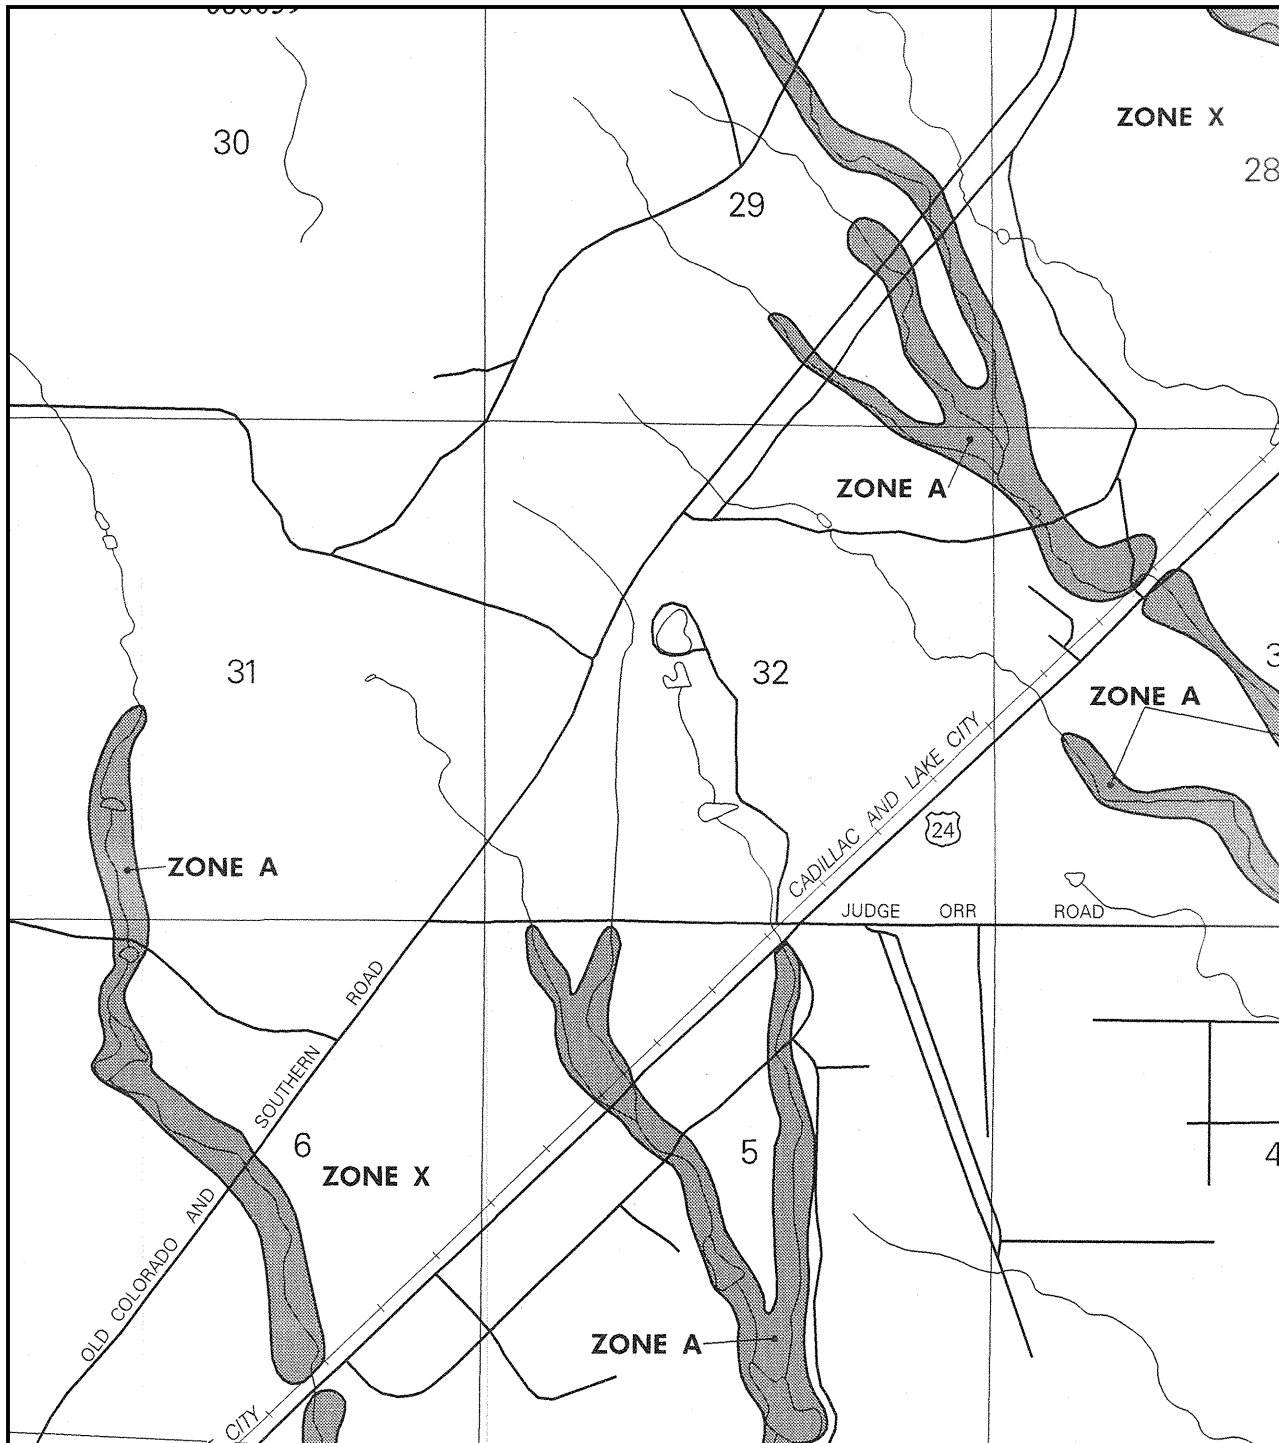 30
ZONE X
28
29
ZONE A
31
32
ZONE A
CADILLAC AND LAKE CITY
24
ZONE A
JUDGE ORR ROAD
OLD COLORADO AND SOUTHERN ROAD
6
ZONE X
5
4
ZONE A
CITY